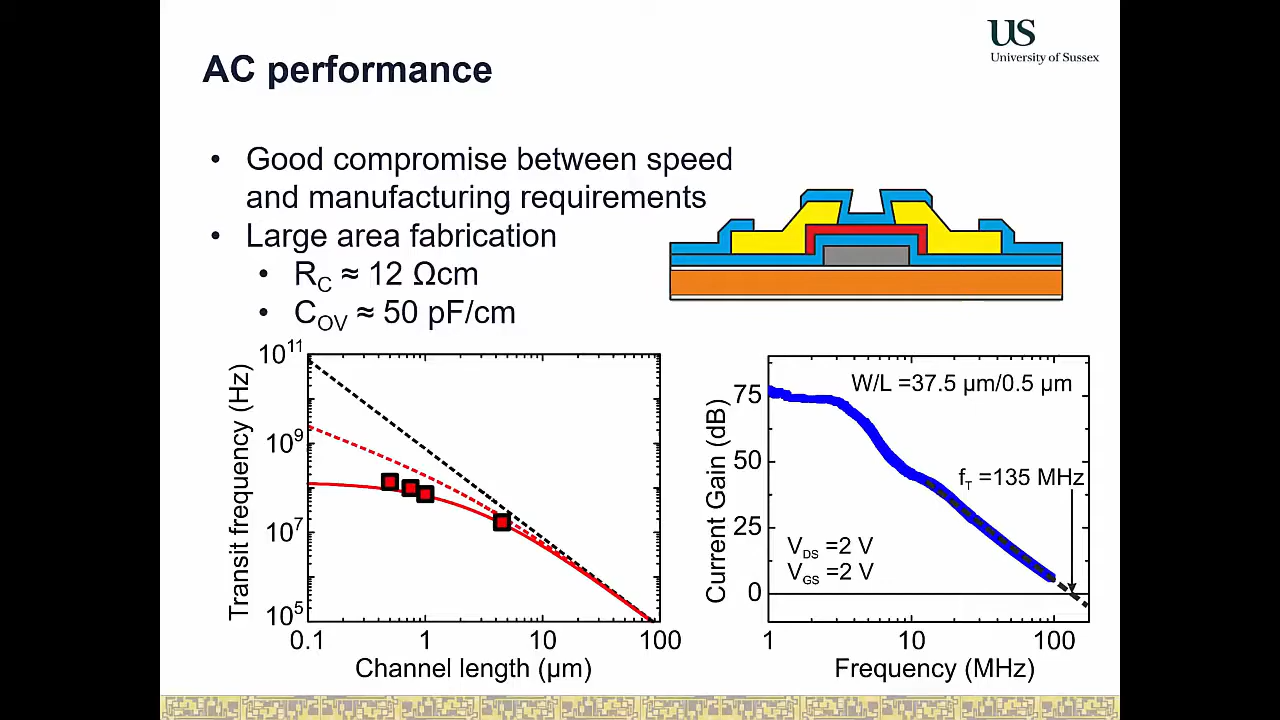 US
University of Sussex
AC performance
• Good compromise between speed
and manufacturing requirements
• Large area fabrication
• R_C ≈ 12 Ωcm
• C_OV ≈ 50 pF/cm
Transit frequency (Hz)
10^11
10^9
10^7
10^5
0.1 1 10 100
Channel length (µm)
Current Gain (dB)
75
50
25
0
W/L =37.5 µm/0.5 µm
f_T =135 MHz
V_DS =2 V
V_GS =2 V
1 10 100
Frequency (MHz)